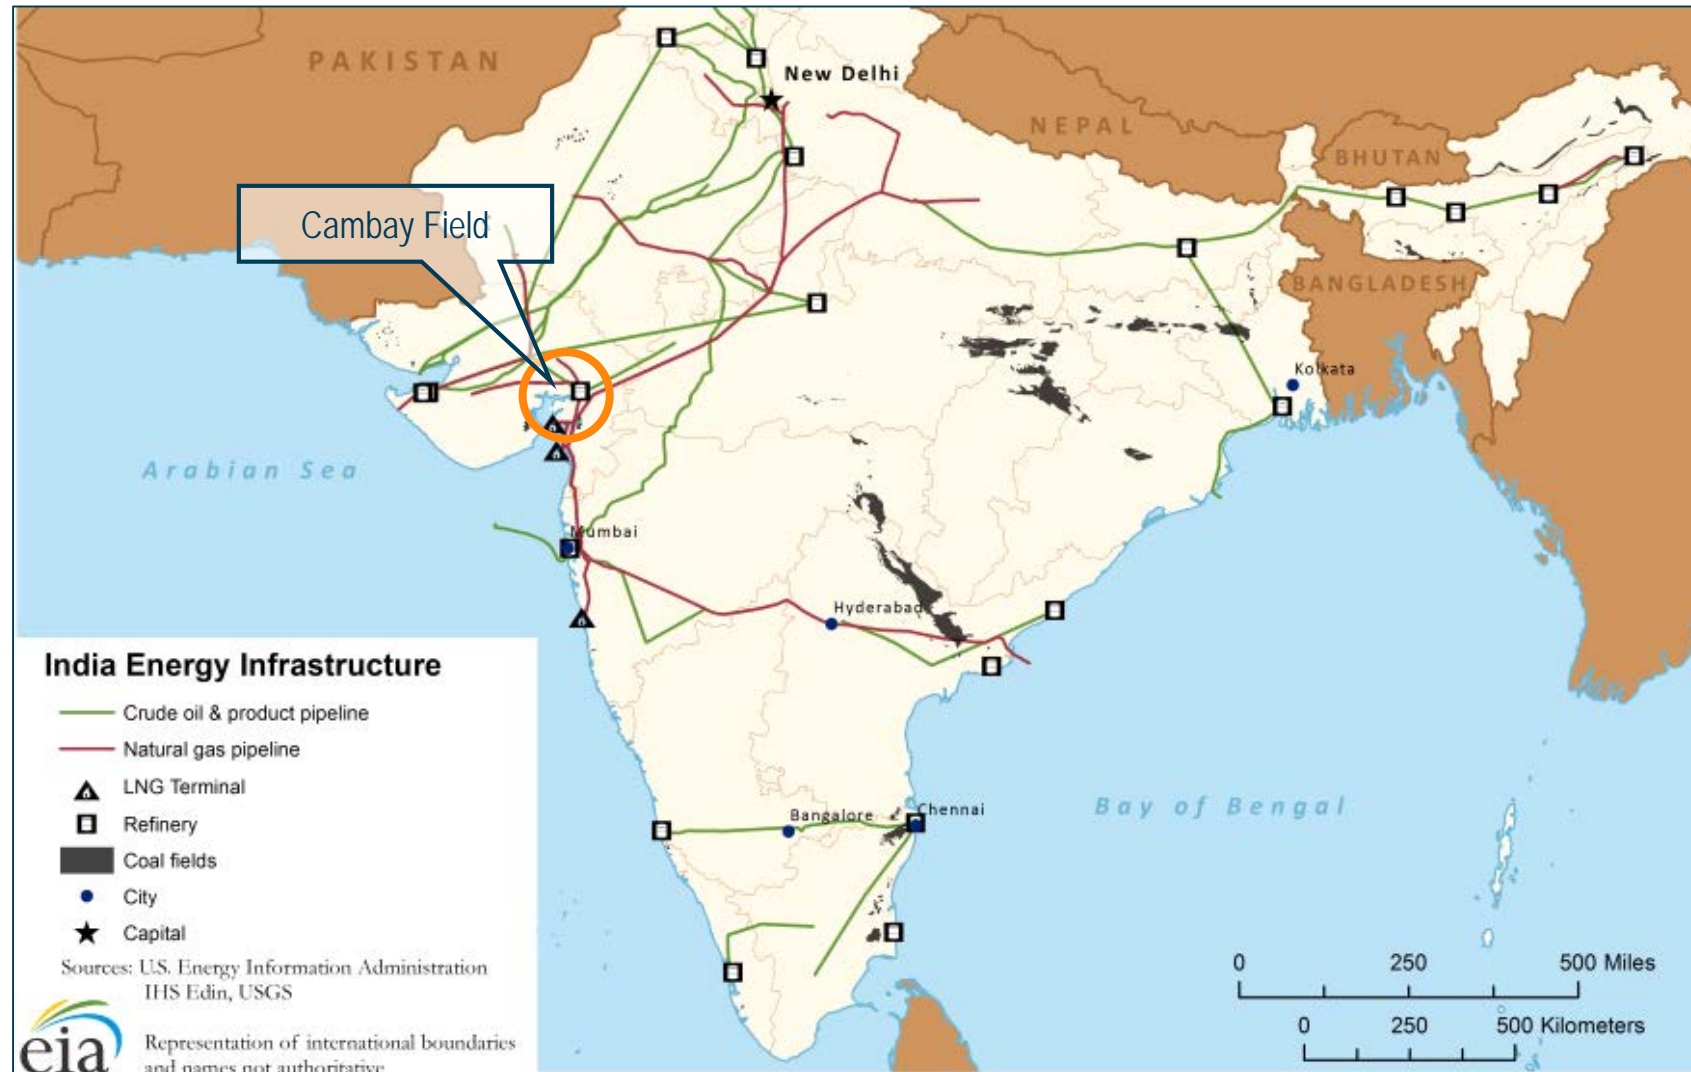 PAKISTAN
New Delhi
NEPAL
BHUTAN
Cambay Field
BANGLADESH
Kolkata
Arabian Sea
Mumbai
Hyderabad
India Energy Infrastructure
Crude oil & product pipeline
Natural gas pipeline
LNG Terminal
Refinery
Coal fields
City
Capital
Sources: U.S. Energy Information Administration
IHS Edin, USGS
eia
Representation of international boundaries
and names not authoritative
Bangalore
Chennai
Bay of Bengal
0 250 500 Miles
0 250 500 Kilometers